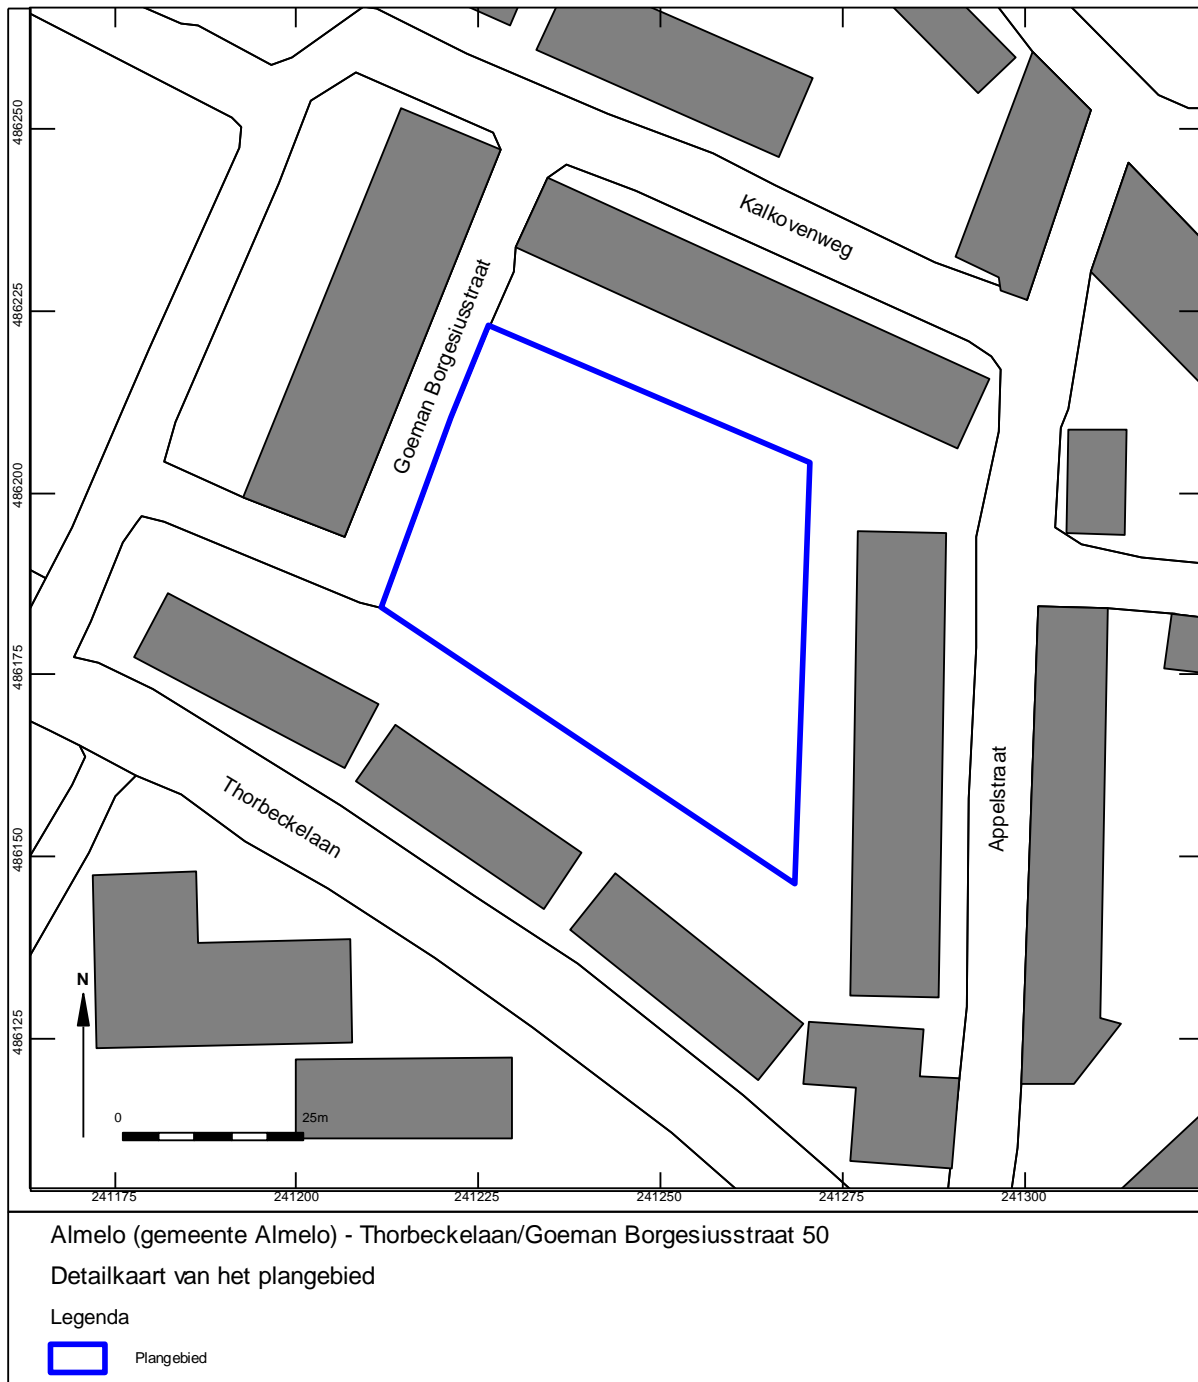 486250
486225
486200
486175
486150
486125
Kalkovenweg
Goeman Borgesiusstraat
Thorbeckelaan
Appelstraat
N
0 25m
241175 241200 241225 241250 241275 241300
Almelo (gemeente Almelo) - Thorbeckelaan/Goeman Borgesiusstraat 50
Detailkaart van het plangebied
Legenda
Plangebied